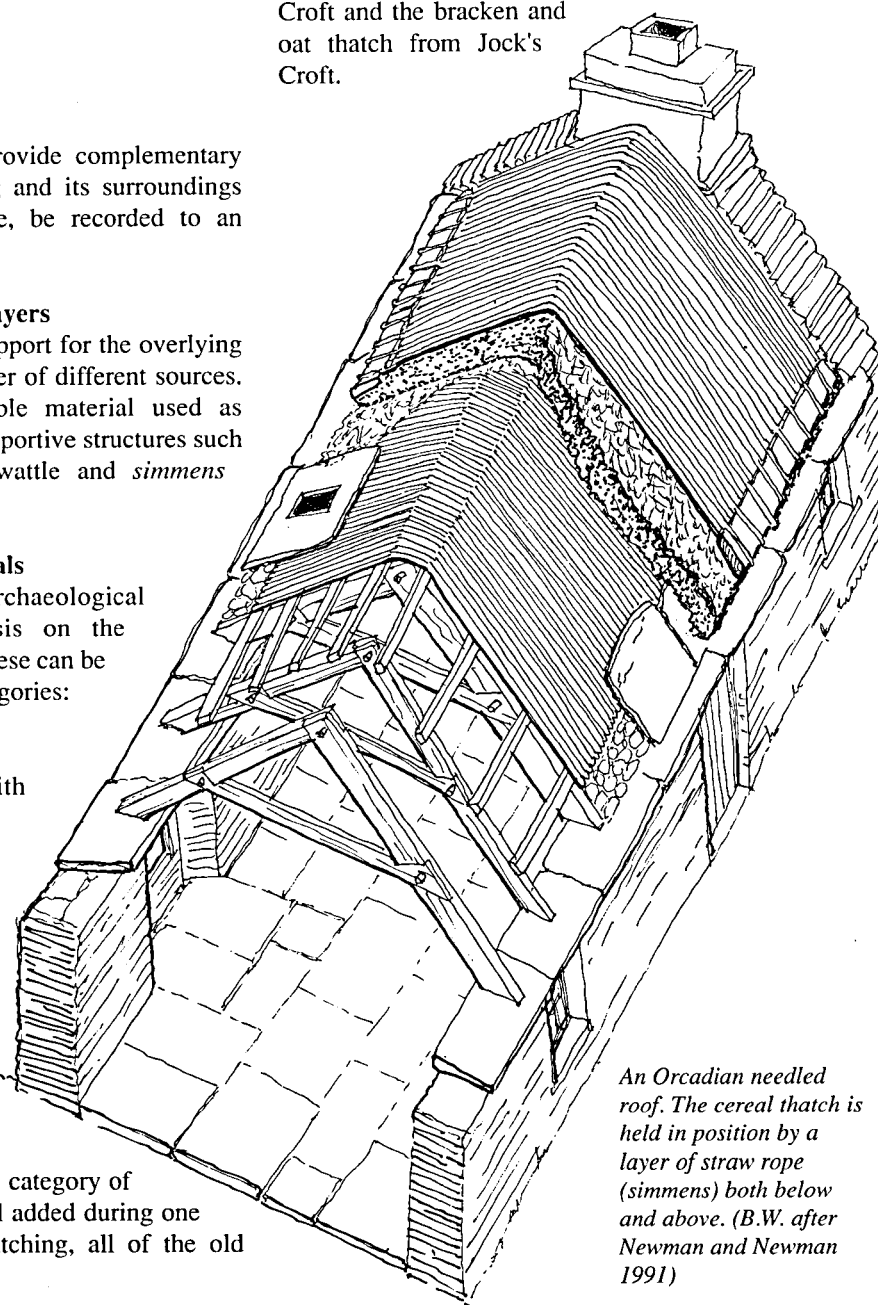 Croft and the bracken and
oat thatch from Jock's
Croft.
rovide complementary
and its surroundings
e, be recorded to an
yers
pport for the overlying
er of different sources.
ble material used as
portive structures such
wattle and simmens
als
rchaeological
sis on the
ese can be
gories:
ith
category of
l added during one
tching, all of the old
An Orcadian needled
roof. The cereal thatch is
held in position by a
layer of straw rope
(simmens) both below
and above. (B.W. after
Newman and Newman
1991)